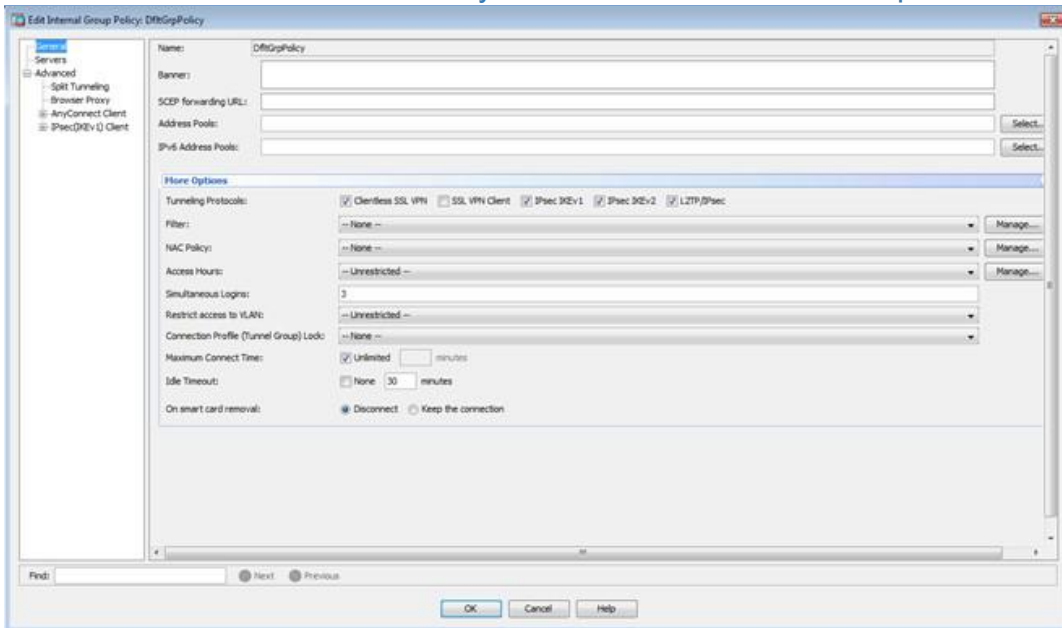 Edit Internal Group Policy: DfltGrpPolicy
General
Servers
Advanced
Split Tunneling
Browser Proxy
AnyConnect Client
IPsec(IKEv1) Client
Name: DfltGrpPolicy
Banner:
SCEP forwarding URL:
Address Pools: Select...
IPv6 Address Pools: Select...
More Options
Tunneling Protocols: Clientless SSL VPN SSL VPN Client IPsec IKEv1 IPsec IKEv2 L2TP/IPsec
Filter: -- None -- Manage...
NAC Policy: -- None -- Manage...
Access Hours: -- Unrestricted -- Manage...
Simultaneous Logins: 3
Restrict access to VLAN: -- Unrestricted --
Connection Profile (Tunnel Group) Lock: -- None --
Maximum Connect Time: Unlimited minutes
Idle Timeout: None 30 minutes
On smart card removal: Disconnect Keep the connection
Find: Next Previous
OK Cancel Help